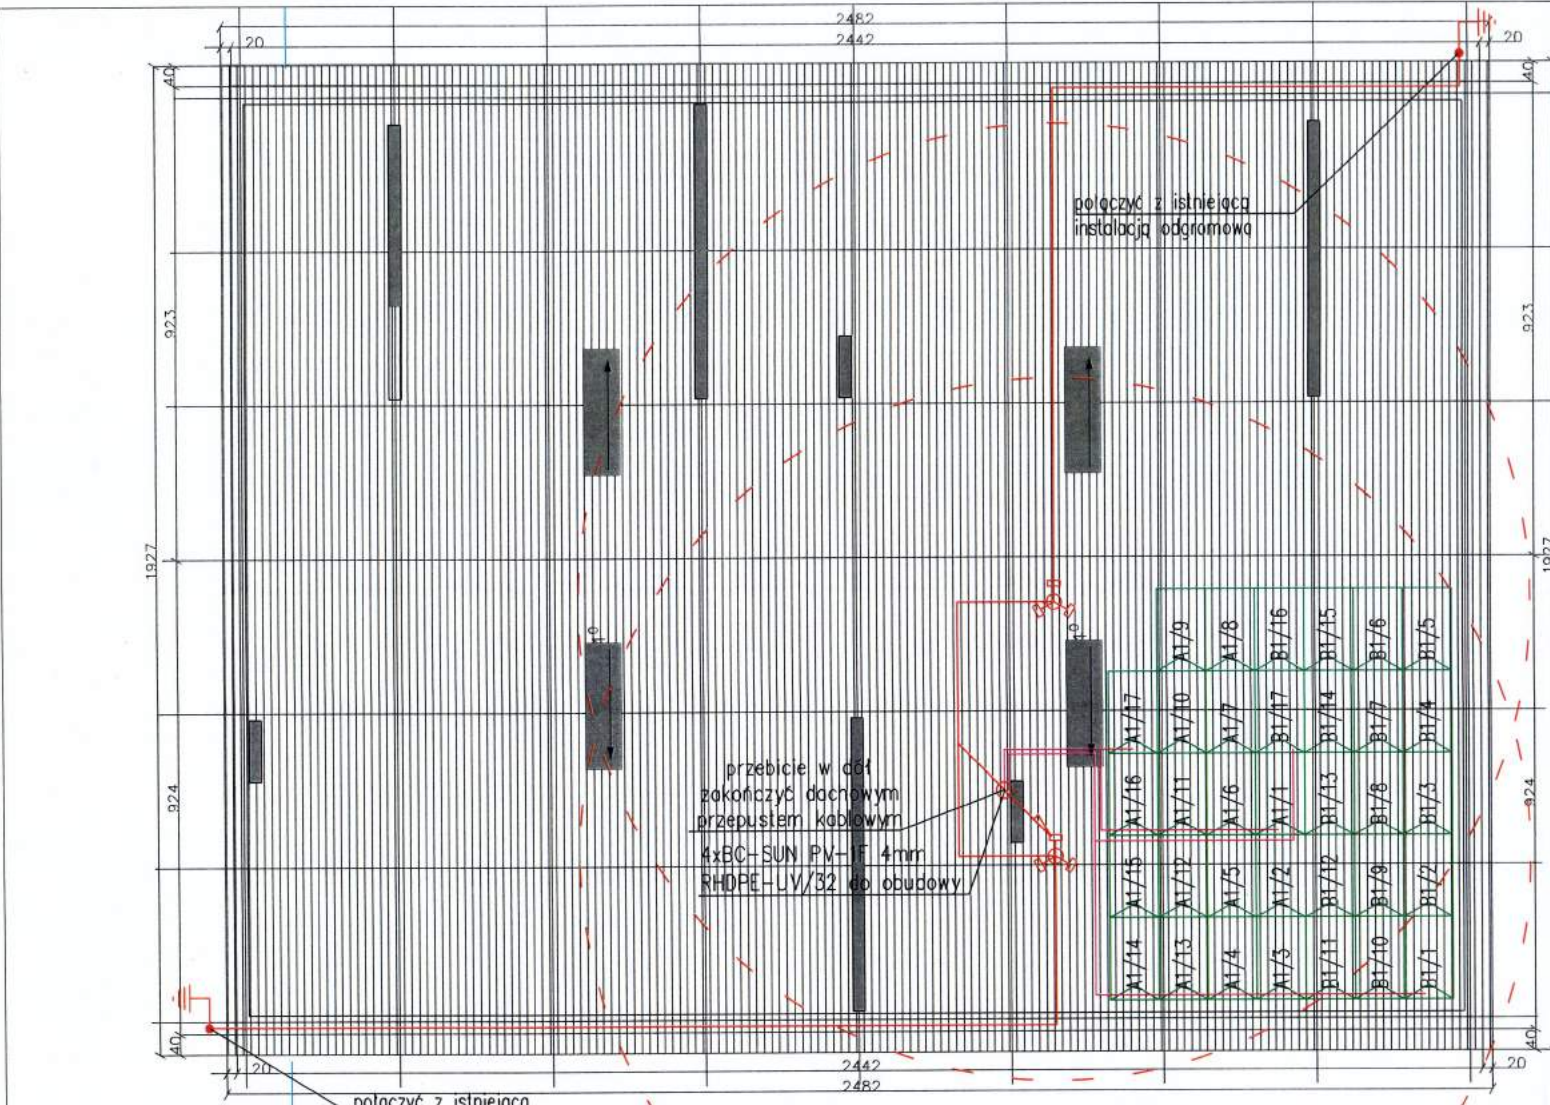 2482
2442
20
20
40
40
połączyć z istniejącą
instalacją odgromową
923
923
1927
1927
4°
4°
A1/9
A1/8
B1/16
B1/15
B1/6
B1/5
A1/17
A1/10
A1/7
B1/17
B1/14
B1/7
B1/4
924
przebicie w dół
zakończyć dachowym
przepustem kablowym
4xBC-SUN PV-1F 4mm
RHDPE-UV/32 do obudowy
A1/16
A1/11
A1/6
A1/1
B1/13
B1/8
B1/3
924
A1/15
A1/12
A1/5
A1/2
B1/12
B1/9
B1/2
A1/14
A1/13
A1/4
A1/3
B1/11
B1/10
B1/1
40
40
20
2442
20
2482
połączyć z istniejącą